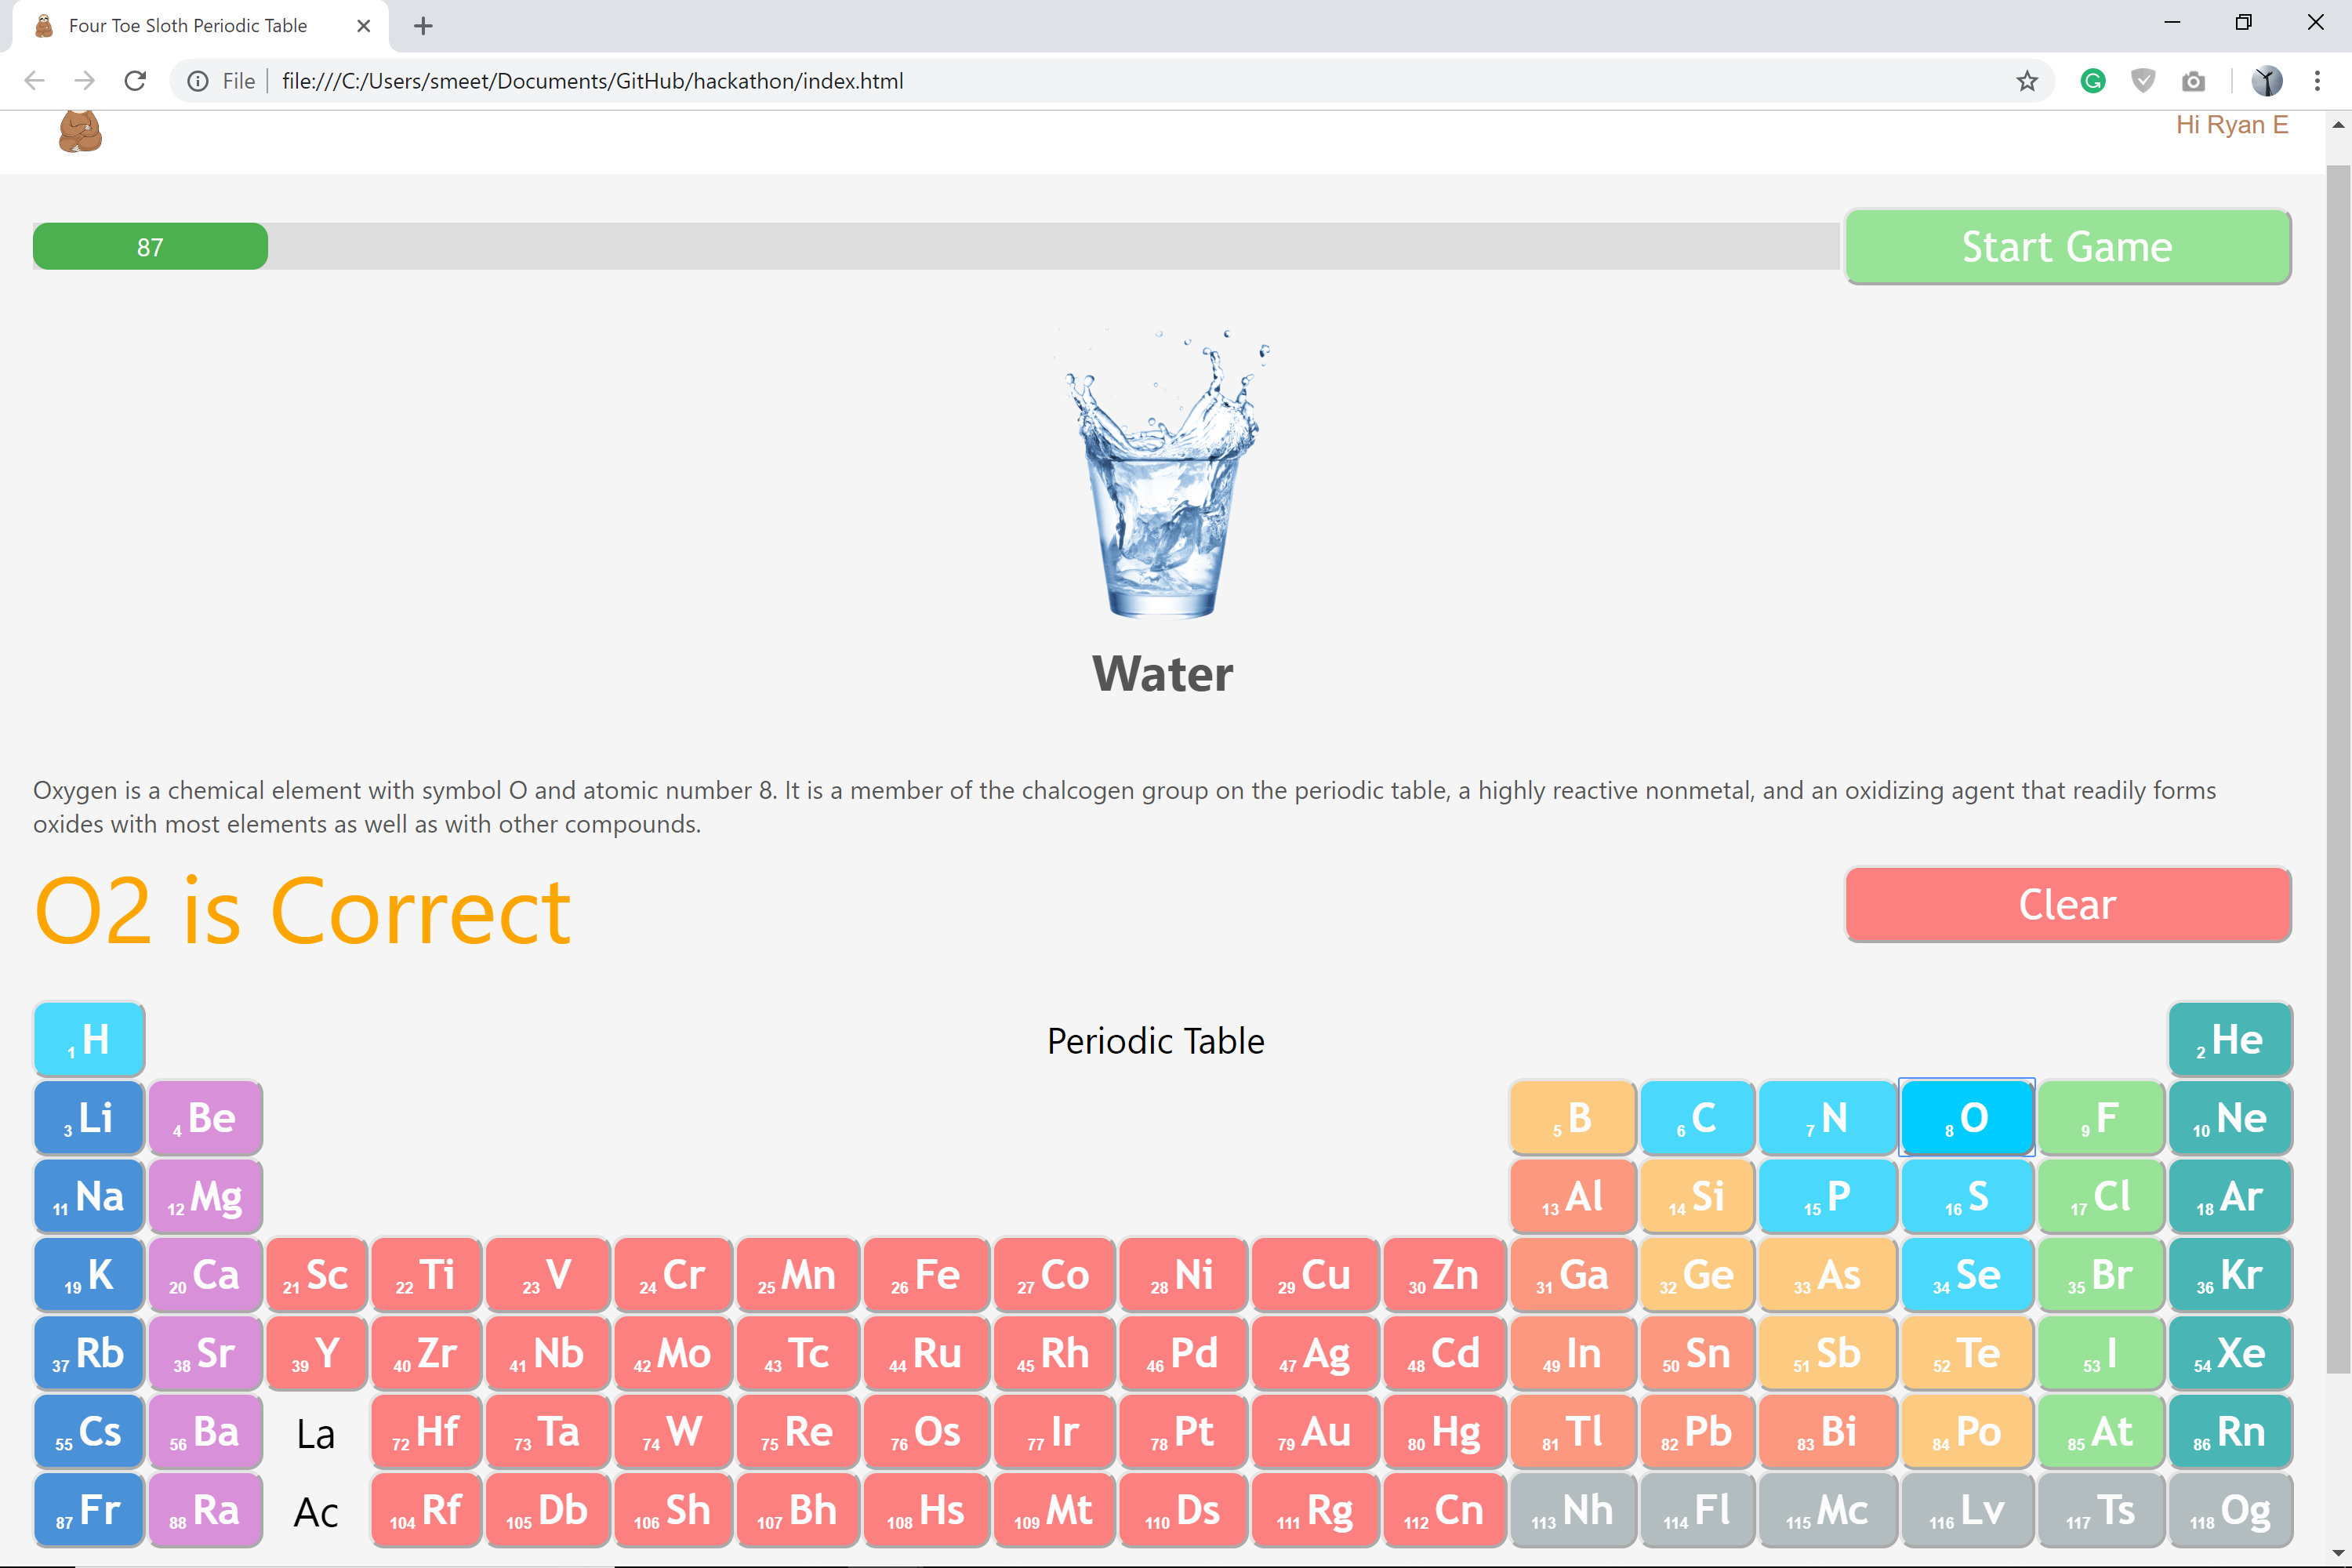 Four Toe Sloth Periodic Table
File file:///C:/Users/smeet/Documents/GitHub/hackathon/index.html
Hi Ryan E
87
Start Game
Water
Oxygen is a chemical element with symbol O and atomic number 8. It is a member of the chalcogen group on the periodic table, a highly reactive nonmetal, and an oxidizing agent that readily forms
oxides with most elements as well as with other compounds.
O2 is Correct
Clear
1 H Periodic Table 2 He
3 Li 4 Be 5 B 6 C 7 N 8 O 9 F 10 Ne
11 Na 12 Mg 13 Al 14 Si 15 P 16 S 17 Cl 18 Ar
19 K 20 Ca 21 Sc 22 Ti 23 V 24 Cr 25 Mn 26 Fe 27 Co 28 Ni 29 Cu 30 Zn 31 Ga 32 Ge 33 As 34 Se 35 Br 36 Kr
37 Rb 38 Sr 39 Y 40 Zr 41 Nb 42 Mo 43 Tc 44 Ru 45 Rh 46 Pd 47 Ag 48 Cd 49 In 50 Sn 51 Sb 52 Te 53 I 54 Xe
55 Cs 56 Ba La 72 Hf 73 Ta 74 W 75 Re 76 Os 77 Ir 78 Pt 79 Au 80 Hg 81 Tl 82 Pb 83 Bi 84 Po 85 At 86 Rn
87 Fr 88 Ra Ac 104 Rf 105 Db 106 Sh 107 Bh 108 Hs 109 Mt 110 Ds 111 Rg 112 Cn 113 Nh 114 Fl 115 Mc 116 Lv 117 Ts 118 Og